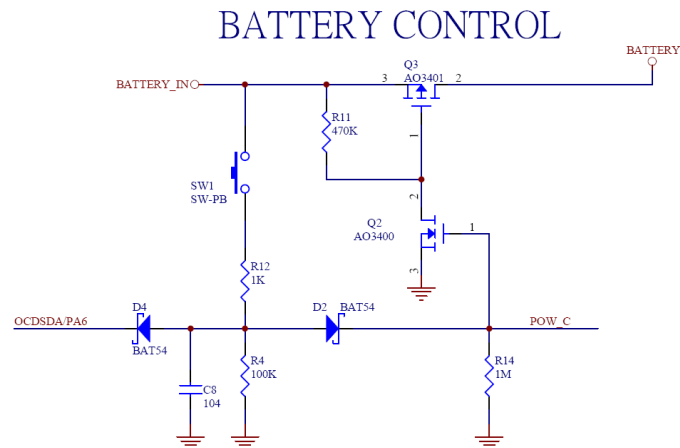 BATTERY CONTROL
BATTERY
Q3
AO3401
BATTERY_IN
3
2
R11
470K
1
SW1
SW-PB
2
Q2
AO3400
1
3
R12
1K
D4
D2
BAT54
OCDSDA/PA6
POW_C
BAT54
R4
100K
R14
1M
C8
104